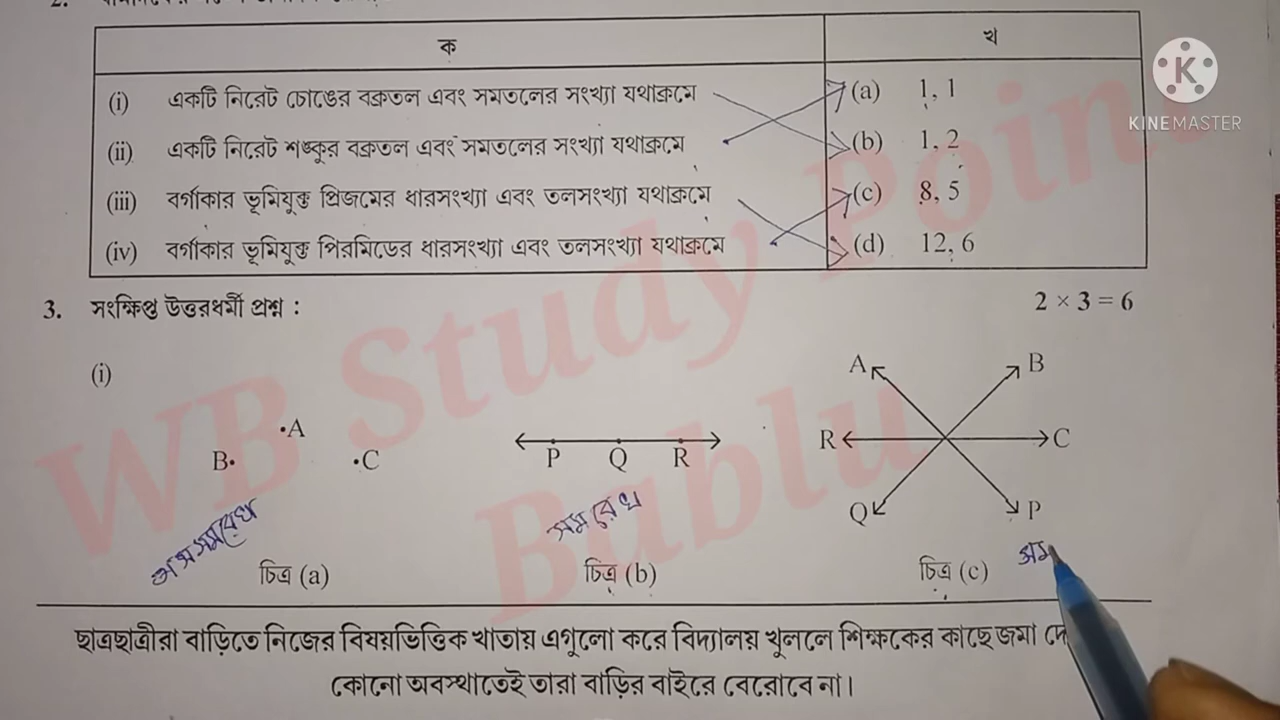 ক খ
(i) একটি নিরেট চোঙের বক্রতল এবং সমতলের সংখ্যা যথাক্রমে (a) 1, 1
(ii) একটি নিরেট শঙ্কুর বক্রতল এবং সমতলের সংখ্যা যথাক্রমে (b) 1, 2
(iii) বর্গাকার ভূমিযুক্ত প্রিজমের ধারসংখ্যা এবং তলসংখ্যা যথাক্রমে (c) 8, 5
(iv) বর্গাকার ভূমিযুক্ত পিরমিডের ধারসংখ্যা এবং তলসংখ্যা যথাক্রমে (d) 12, 6
K
KINEMASTER
3. সংক্ষিপ্ত উত্তরধর্মী প্রশ্ন : 2 × 3 = 6
(i)
A B
A
B C
P Q R
R C
Q P
অসমরেখ সমরেখ সম
চিত্র (a) চিত্র (b) চিত্র (c)
ছাত্রছাত্রীরা বাড়িতে নিজের বিষয়ভিত্তিক খাতায় এগুলো করে বিদ্যালয় খুললে শিক্ষকের কাছে জমা দে
কোনো অবস্থাতেই তারা বাড়ির বাইরে বেরোবে না।
WB Study Point
Bablu